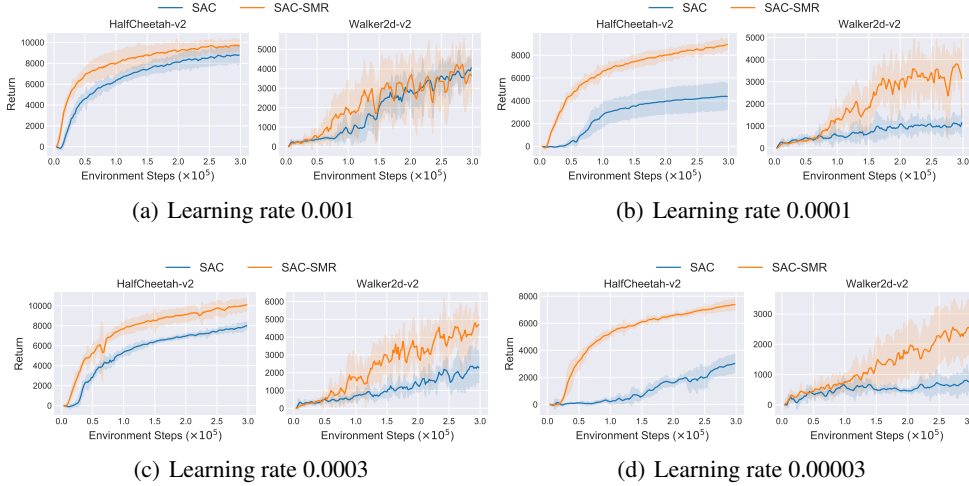 SAC SAC-SMR
HalfCheetah-v2 Walker2d-v2
10000
8000
6000
4000
2000
0
Return
0.0 0.5 1.0 1.5 2.0 2.5 3.0
Environment Steps (×10⁵)
5000
4000
3000
2000
1000
0
0.0 0.5 1.0 1.5 2.0 2.5 3.0
Environment Steps (×10⁵)
(a) Learning rate 0.001
SAC SAC-SMR
HalfCheetah-v2 Walker2d-v2
8000
6000
4000
2000
0
Return
0.0 0.5 1.0 1.5 2.0 2.5 3.0
Environment Steps (×10⁵)
5000
4000
3000
2000
1000
0
0.0 0.5 1.0 1.5 2.0 2.5 3.0
Environment Steps (×10⁵)
(b) Learning rate 0.0001
SAC SAC-SMR
HalfCheetah-v2 Walker2d-v2
10000
8000
6000
4000
2000
0
Return
0.0 0.5 1.0 1.5 2.0 2.5 3.0
Environment Steps (×10⁵)
6000
5000
4000
3000
2000
1000
0
0.0 0.5 1.0 1.5 2.0 2.5 3.0
Environment Steps (×10⁵)
(c) Learning rate 0.0003
SAC SAC-SMR
HalfCheetah-v2 Walker2d-v2
8000
6000
4000
2000
0
Return
0.0 0.5 1.0 1.5 2.0 2.5 3.0
Environment Steps (×10⁵)
3000
2000
1000
0
0.0 0.5 1.0 1.5 2.0 2.5 3.0
Environment Steps (×10⁵)
(d) Learning rate 0.00003